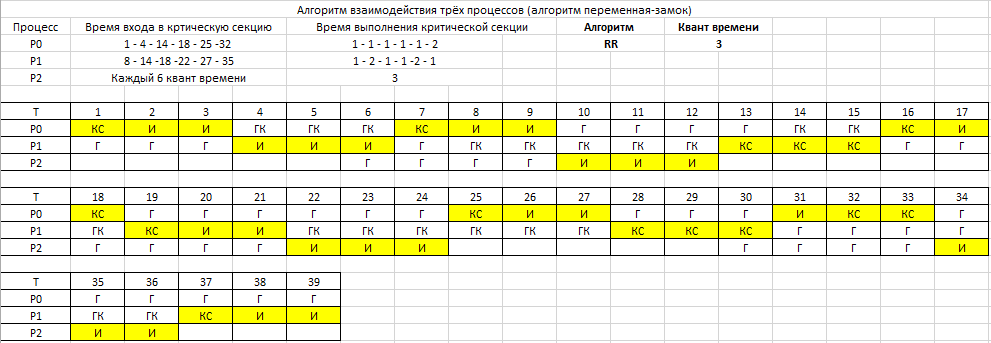 Алгоритм взаимодействия трёх процессов (алгоритм переменная-замок)
Процесс Время входа в кртическую секцию Время выполнения критической секции Алгоритм Квант времени
P0 1 - 4 - 14 - 18 - 25 -32 1 - 1 - 1 - 1 - 1 - 2 RR 3
P1 8 - 14 -18 -22 - 27 - 35 1 - 2 - 1 - 1 -2 - 1
P2 Каждый 6 квант времени 3
T 1 2 3 4 5 6 7 8 9 10 11 12 13 14 15 16 17
P0 КС И И ГК ГК ГК КС И И Г Г Г Г ГК ГК КС И
P1 Г Г Г И И И Г ГК ГК ГК ГК ГК КС КС КС Г Г
P2 Г Г Г Г И И И
T 18 19 20 21 22 23 24 25 26 27 28 29 30 31 32 33 34
P0 КС Г Г Г Г Г Г КС И И Г Г Г И КС КС Г
P1 ГК КС И И ГК ГК ГК ГК ГК ГК КС КС КС Г Г Г Г
P2 Г Г Г Г И И И Г Г Г Г И
T 35 36 37 38 39
P0 Г Г Г Г Г
P1 ГК ГК КС И И
P2 И И